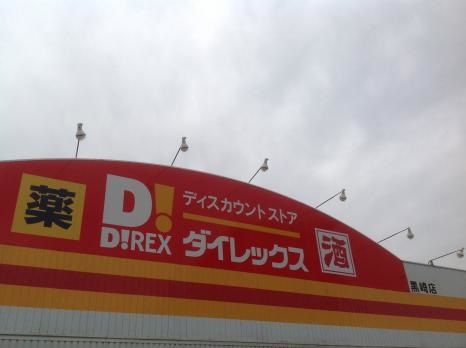 薬
D!
D!REX
ディスカウントストア
ダイレックス
酒
黒崎店